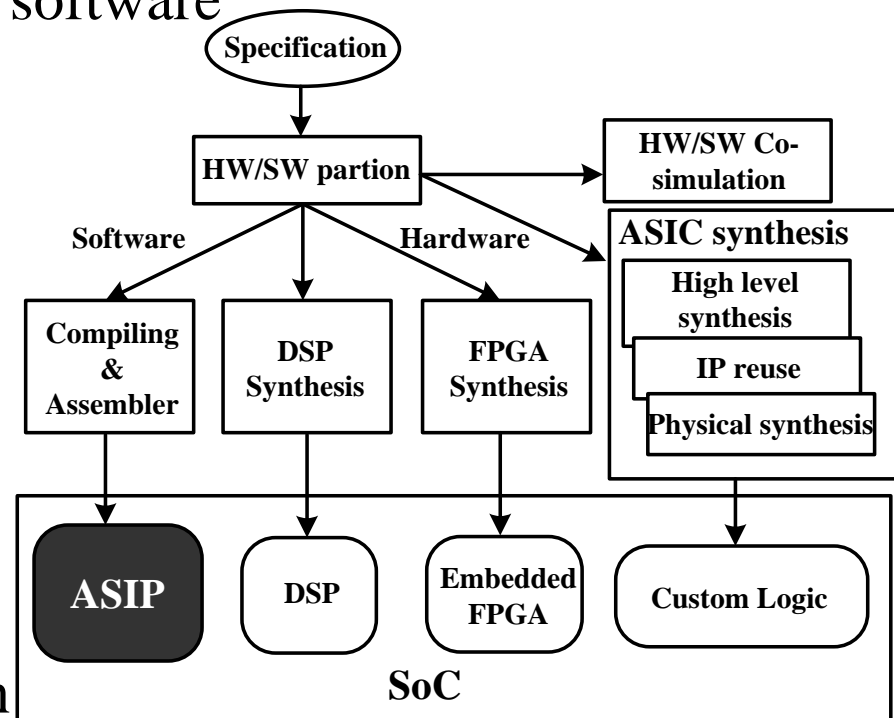 software
Specification
HW/SW partion
HW/SW Co-
simulation
Software
Hardware
ASIC synthesis
High level
synthesis
IP reuse
Physical synthesis
Compiling
&
Assembler
DSP
Synthesis
FPGA
Synthesis
ASIP
DSP
Embedded
FPGA
Custom Logic
SoC